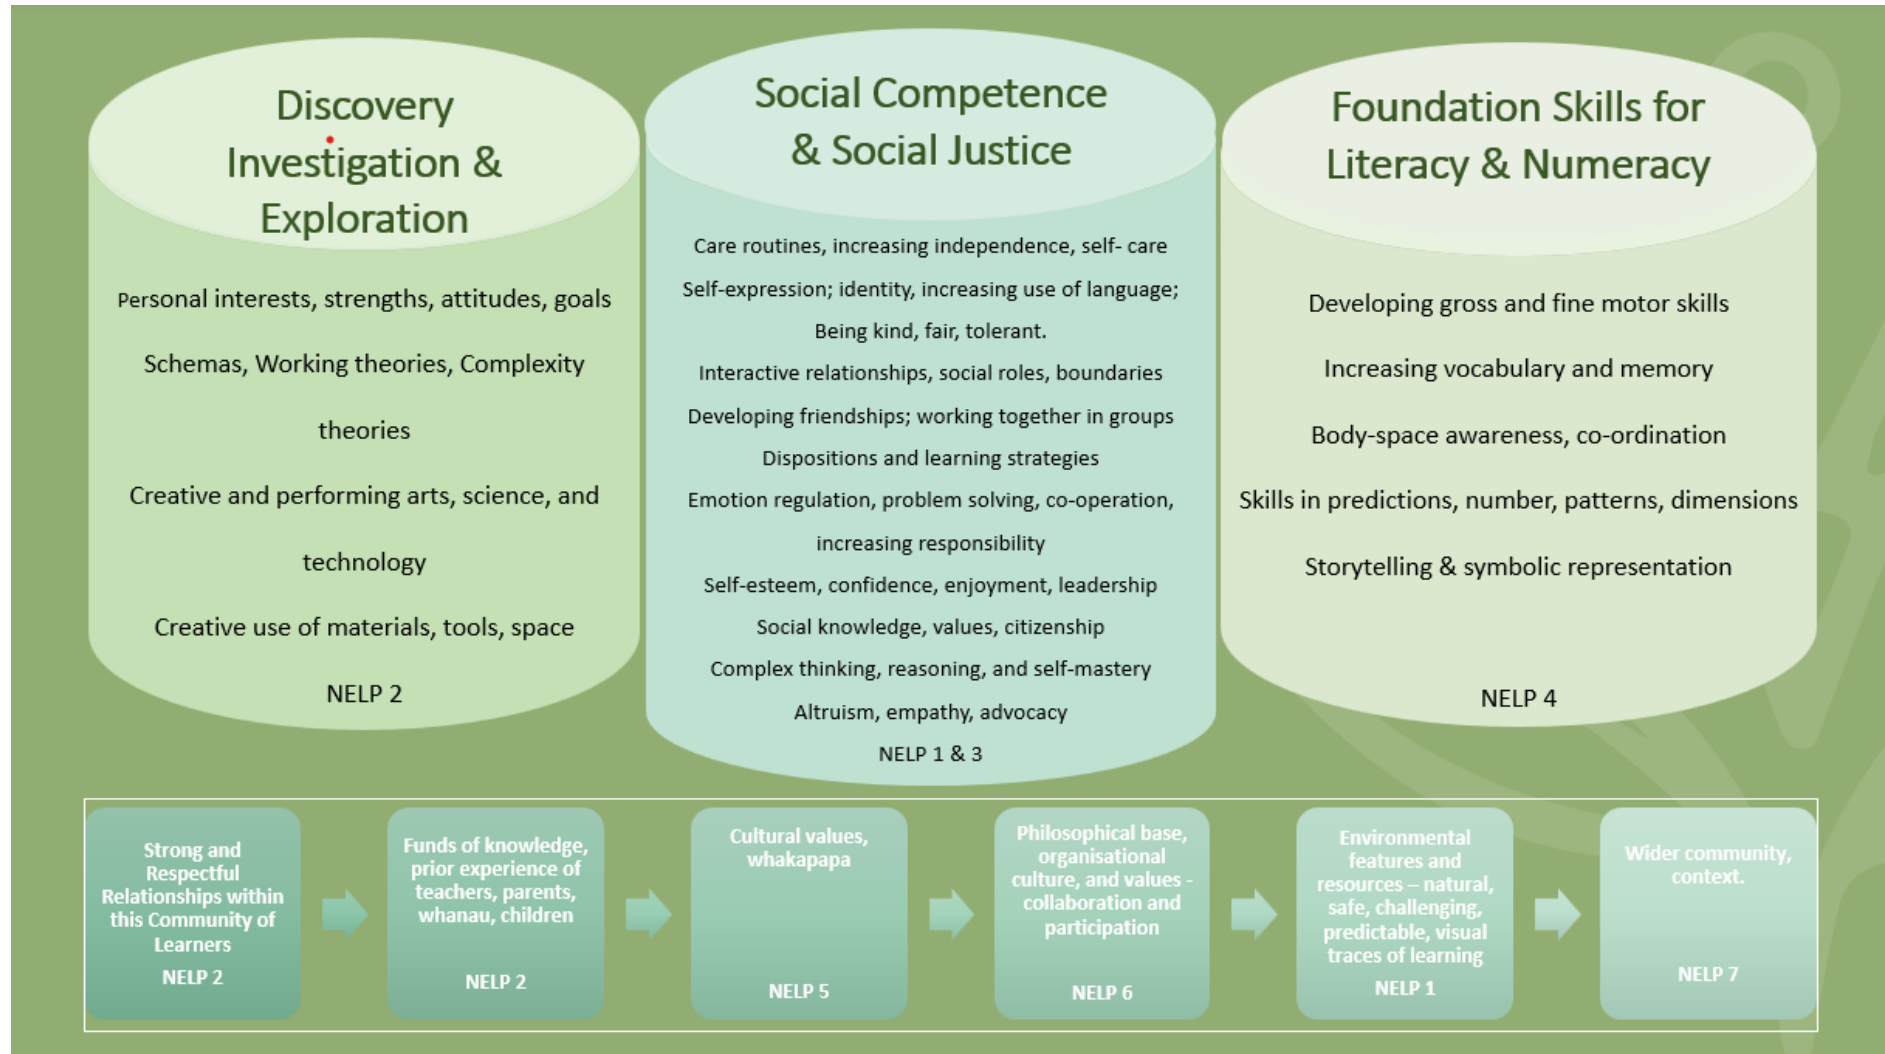 Discovery
Investigation &
Exploration
Personal interests, strengths, attitudes, goals
Schemas, Working theories, Complexity
theories
Creative and performing arts, science, and
technology
Creative use of materials, tools, space
NELP 2
Social Competence
& Social Justice
Care routines, increasing independence, self- care
Self-expression; identity, increasing use of language;
Being kind, fair, tolerant.
Interactive relationships, social roles, boundaries
Developing friendships; working together in groups
Dispositions and learning strategies
Emotion regulation, problem solving, co-operation,
increasing responsibility
Self-esteem, confidence, enjoyment, leadership
Social knowledge, values, citizenship
Complex thinking, reasoning, and self-mastery
Altruism, empathy, advocacy
NELP 1 & 3
Foundation Skills for
Literacy & Numeracy
Developing gross and fine motor skills
Increasing vocabulary and memory
Body-space awareness, co-ordination
Skills in predictions, number, patterns, dimensions
Storytelling & symbolic representation
NELP 4
Strong and
Respectful
Relationships within
this Community of
Learners
NELP 2
Funds of knowledge,
prior experience of
teachers, parents,
whanau, children
NELP 2
Cultural values,
whakapapa
NELP 5
Philosophical base,
organisational
culture, and values -
collaboration and
participation
NELP 6
Environmental
features and
resources – natural,
safe, challenging,
predictable, visual
traces of learning
NELP 1
Wider community,
context.
NELP 7